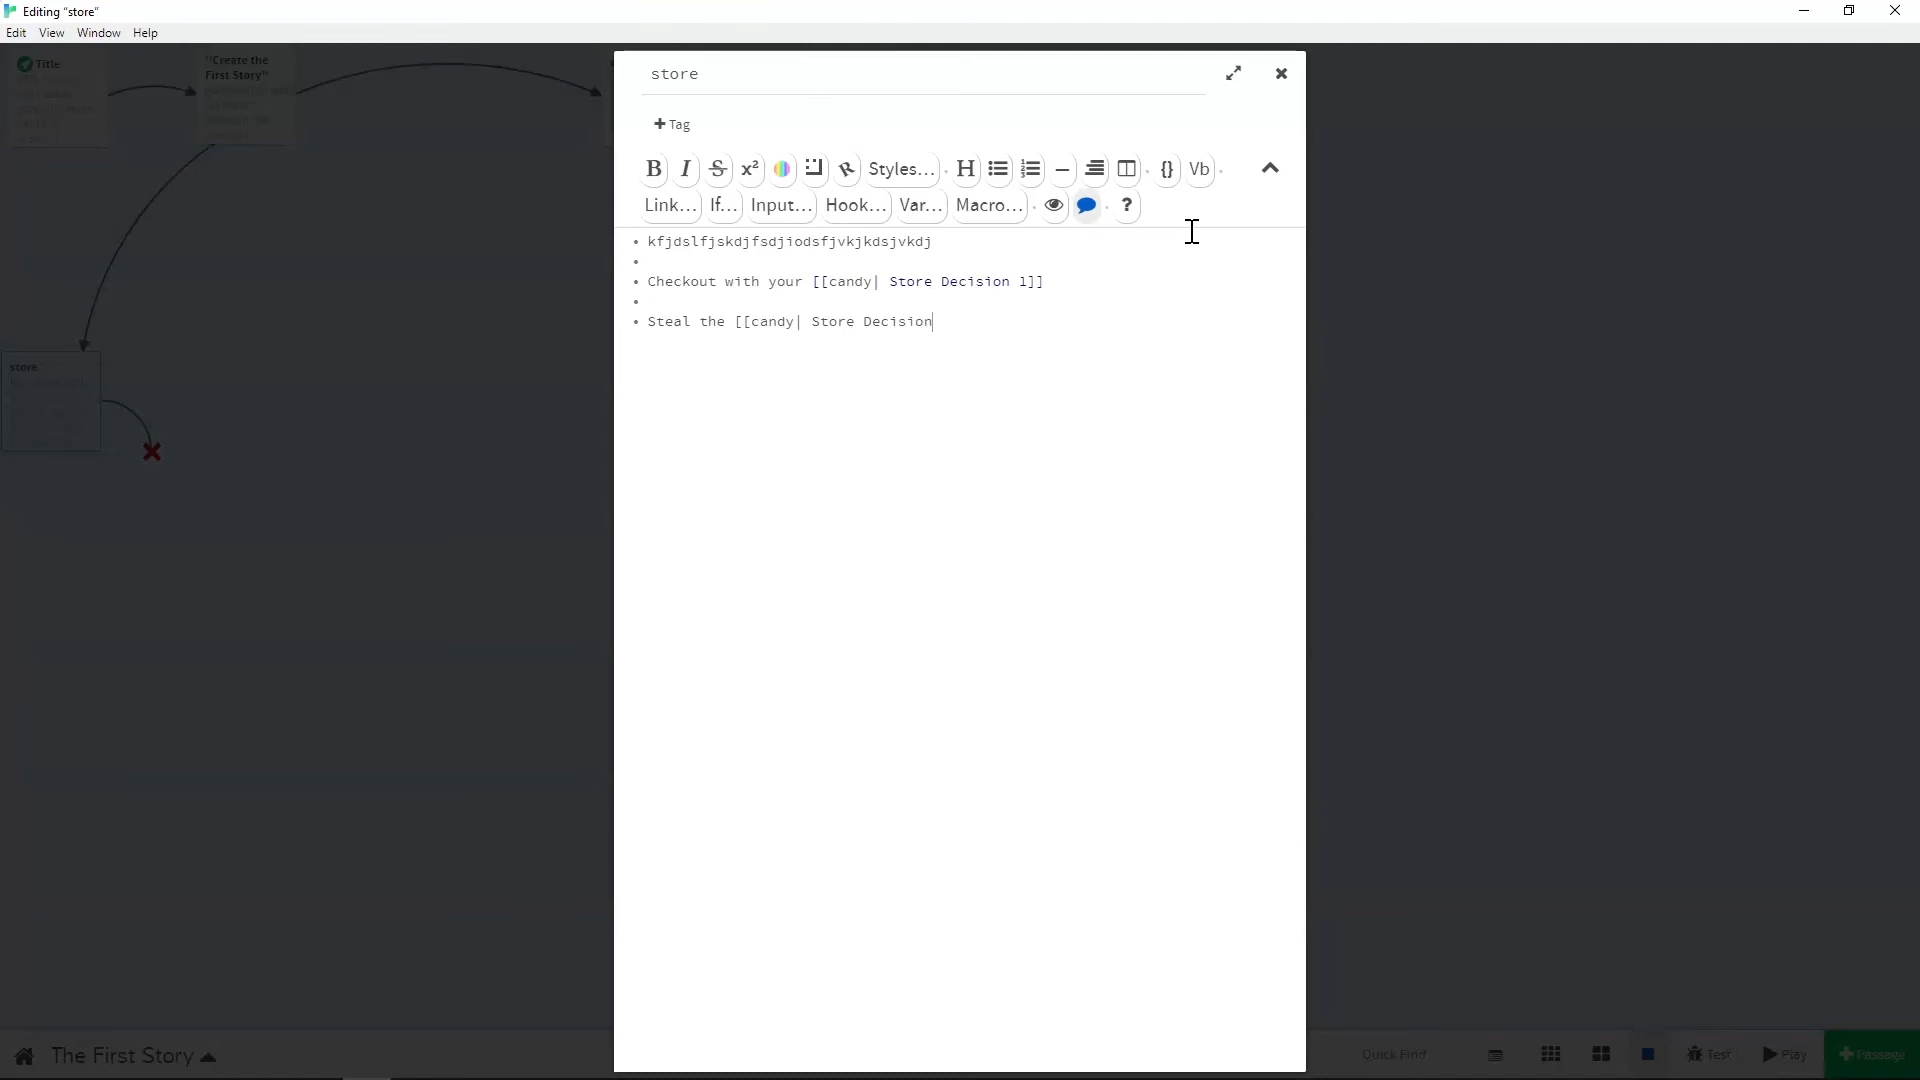 Editing "store"
Edit View Window Help
Title
''Create the
First Story''
store
store
+ Tag
B I S x² Styles... H Vb
Link... If... Input... Hook... Var... Macro... ?
kfjdslfjskdjfsdjiodsfjvkjkdsjvkdj
Checkout with your [[candy| Store Decision 1]]
Steal the [[candy| Store Decision
The First Story
Quick Find
Test
Play
+ Passage